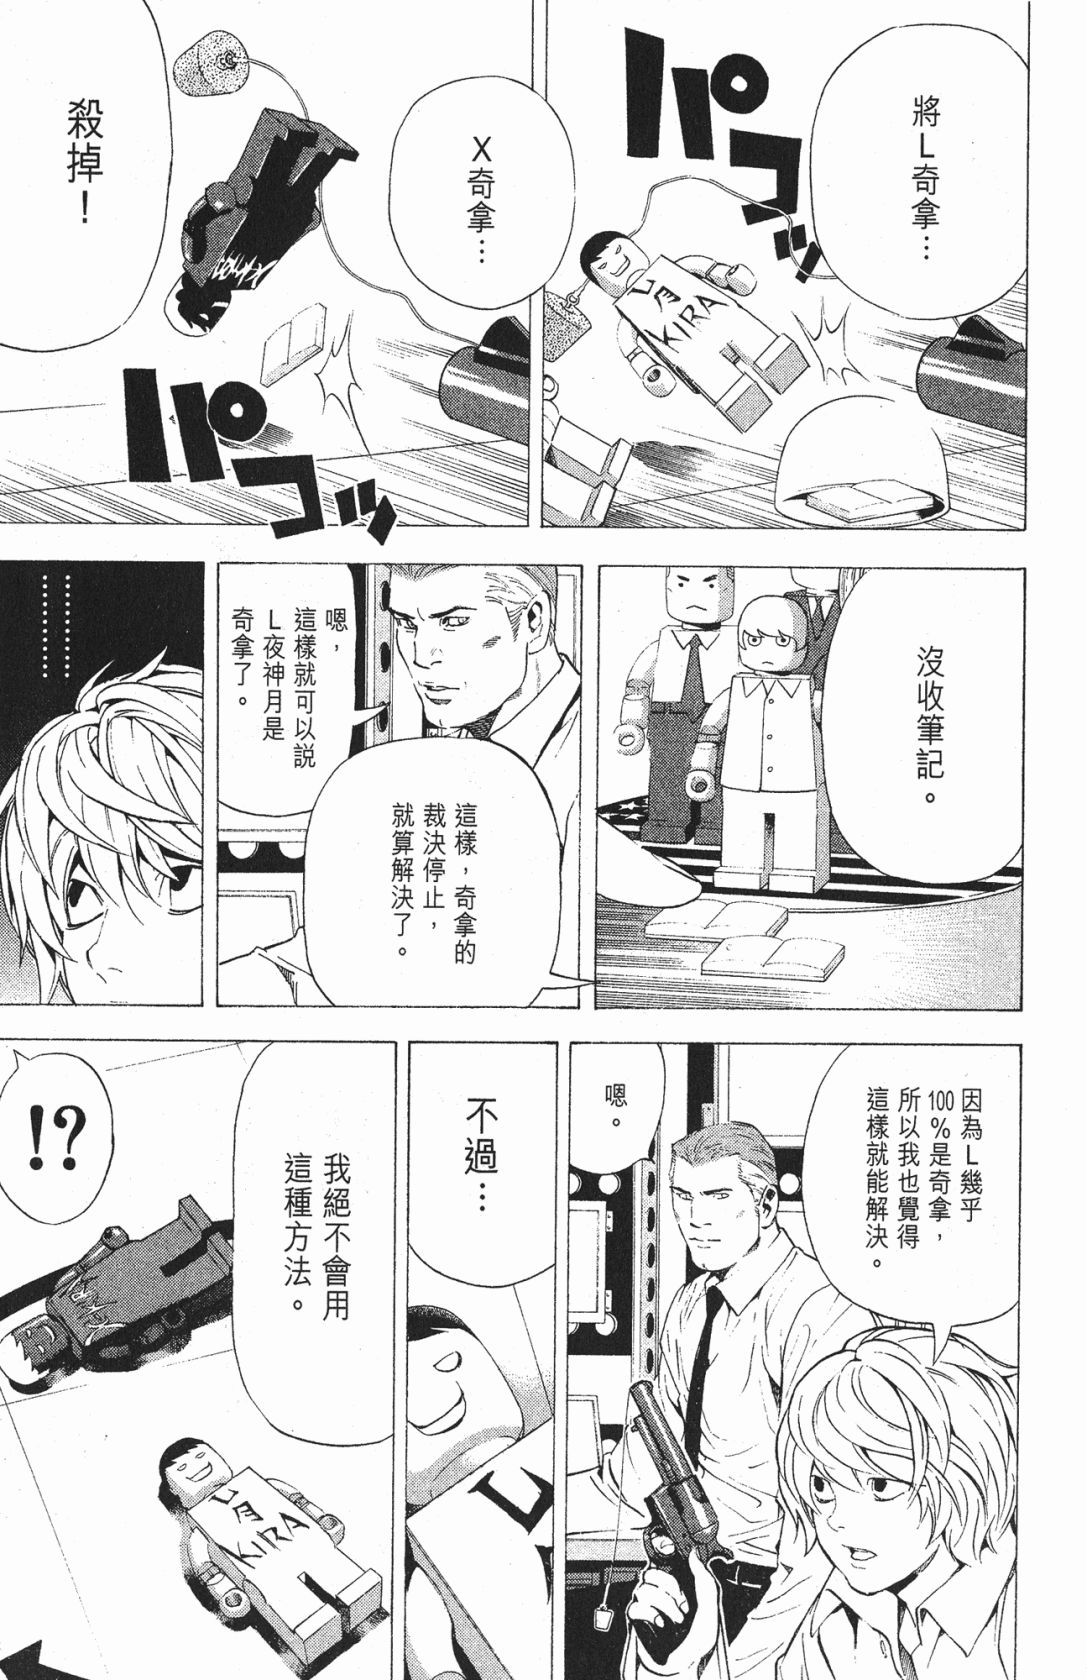 將L奇拿…
パコッ
L
KIRA
X奇拿…
殺掉！
パコッ
沒收筆記。
這樣，奇拿的
裁決停止，
就算解決了。
嗯，
這樣就可以說
L夜神月是
奇拿了。
…………
…………
因為L幾乎
100%是奇拿，
所以我也覺得
這樣就能解決。
嗯。
不過…
L
我絕不會用
這種方法。
L
KIRA
!?